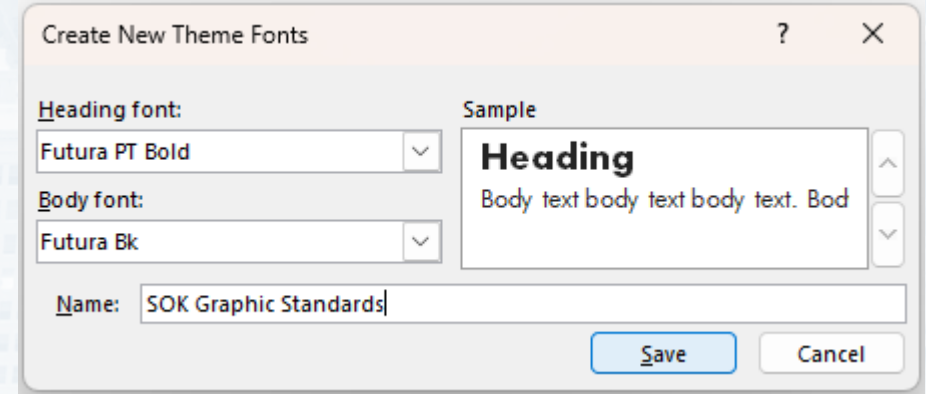 Create New Theme Fonts ? ×
Heading font:
Futura PT Bold
Body font:
Futura Bk
Sample
Heading
Body text body text body text. Bod
Name: SOK Graphic Standards
Save Cancel